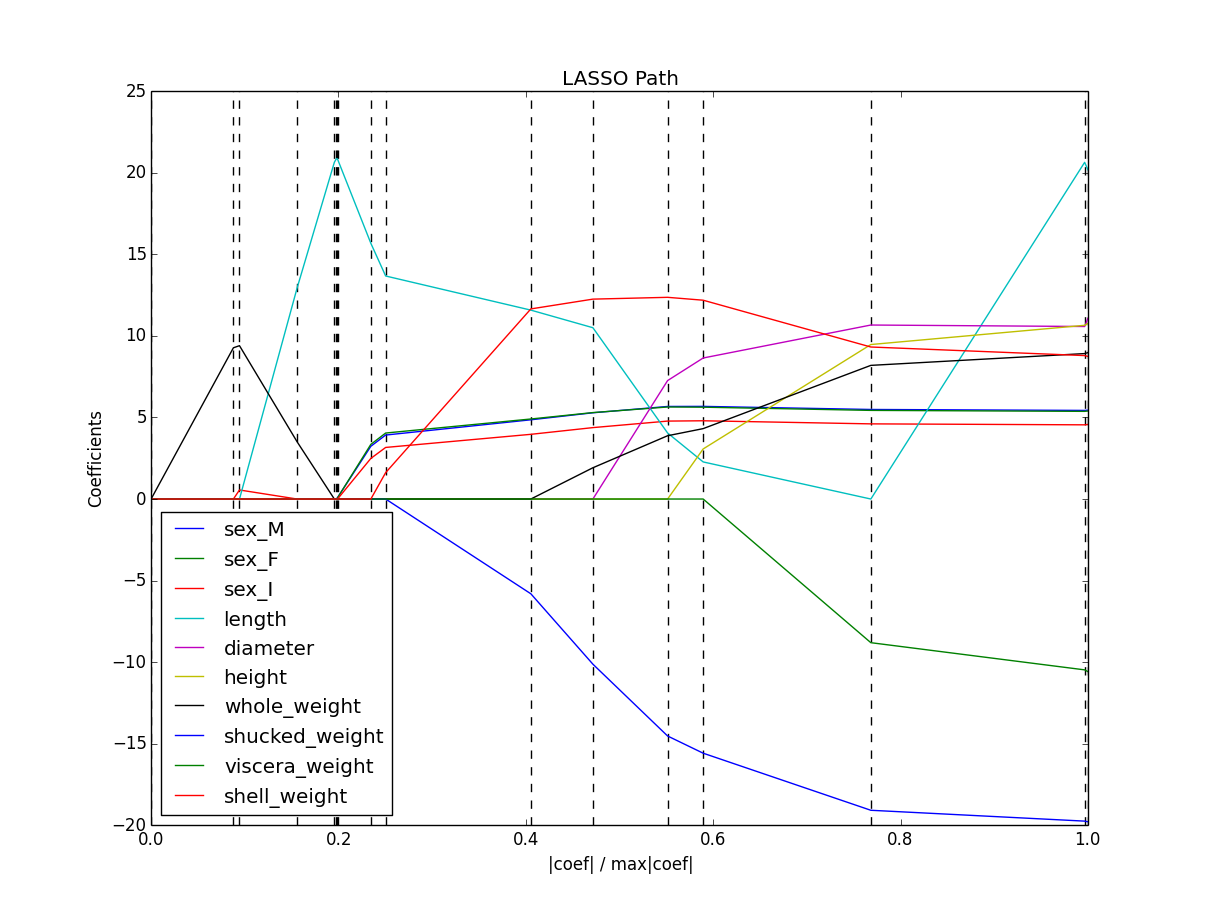 LASSO Path
25
20
15
10
5
0
−5
−10
−15
−20
Coefficients
sex_M
sex_F
sex_I
length
diameter
height
whole_weight
shucked_weight
viscera_weight
shell_weight
0.0 0.2 0.4 0.6 0.8 1.0
|coef| / max|coef|